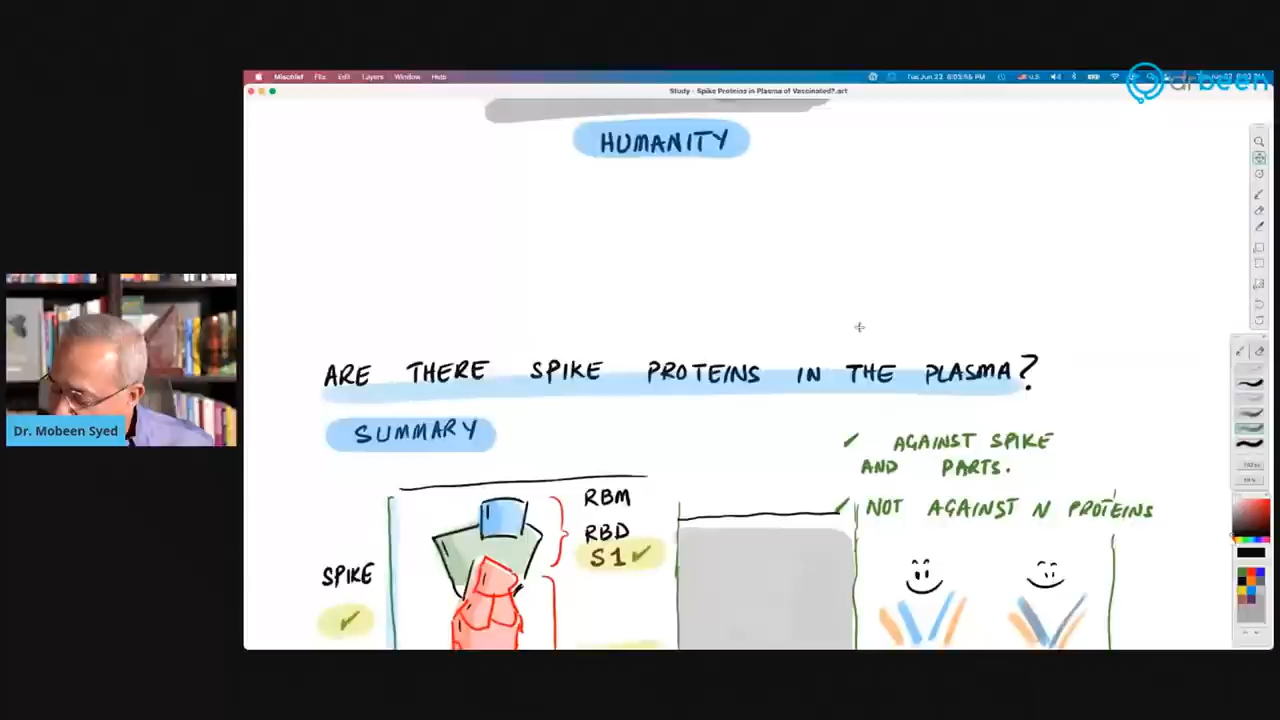 Mischief File Edit Layers Window Help
Study - Spike Proteins in Plasma of Vaccinated?.art
drbeen
HUMANITY
ARE THERE SPIKE PROTEINS IN THE PLASMA?
SUMMARY
✓ AGAINST SPIKE
AND PARTS.
✓ NOT AGAINST N PROTEINS
RBM
RBD
S1 ✓
SPIKE
✓
Dr. Mobeen Syed